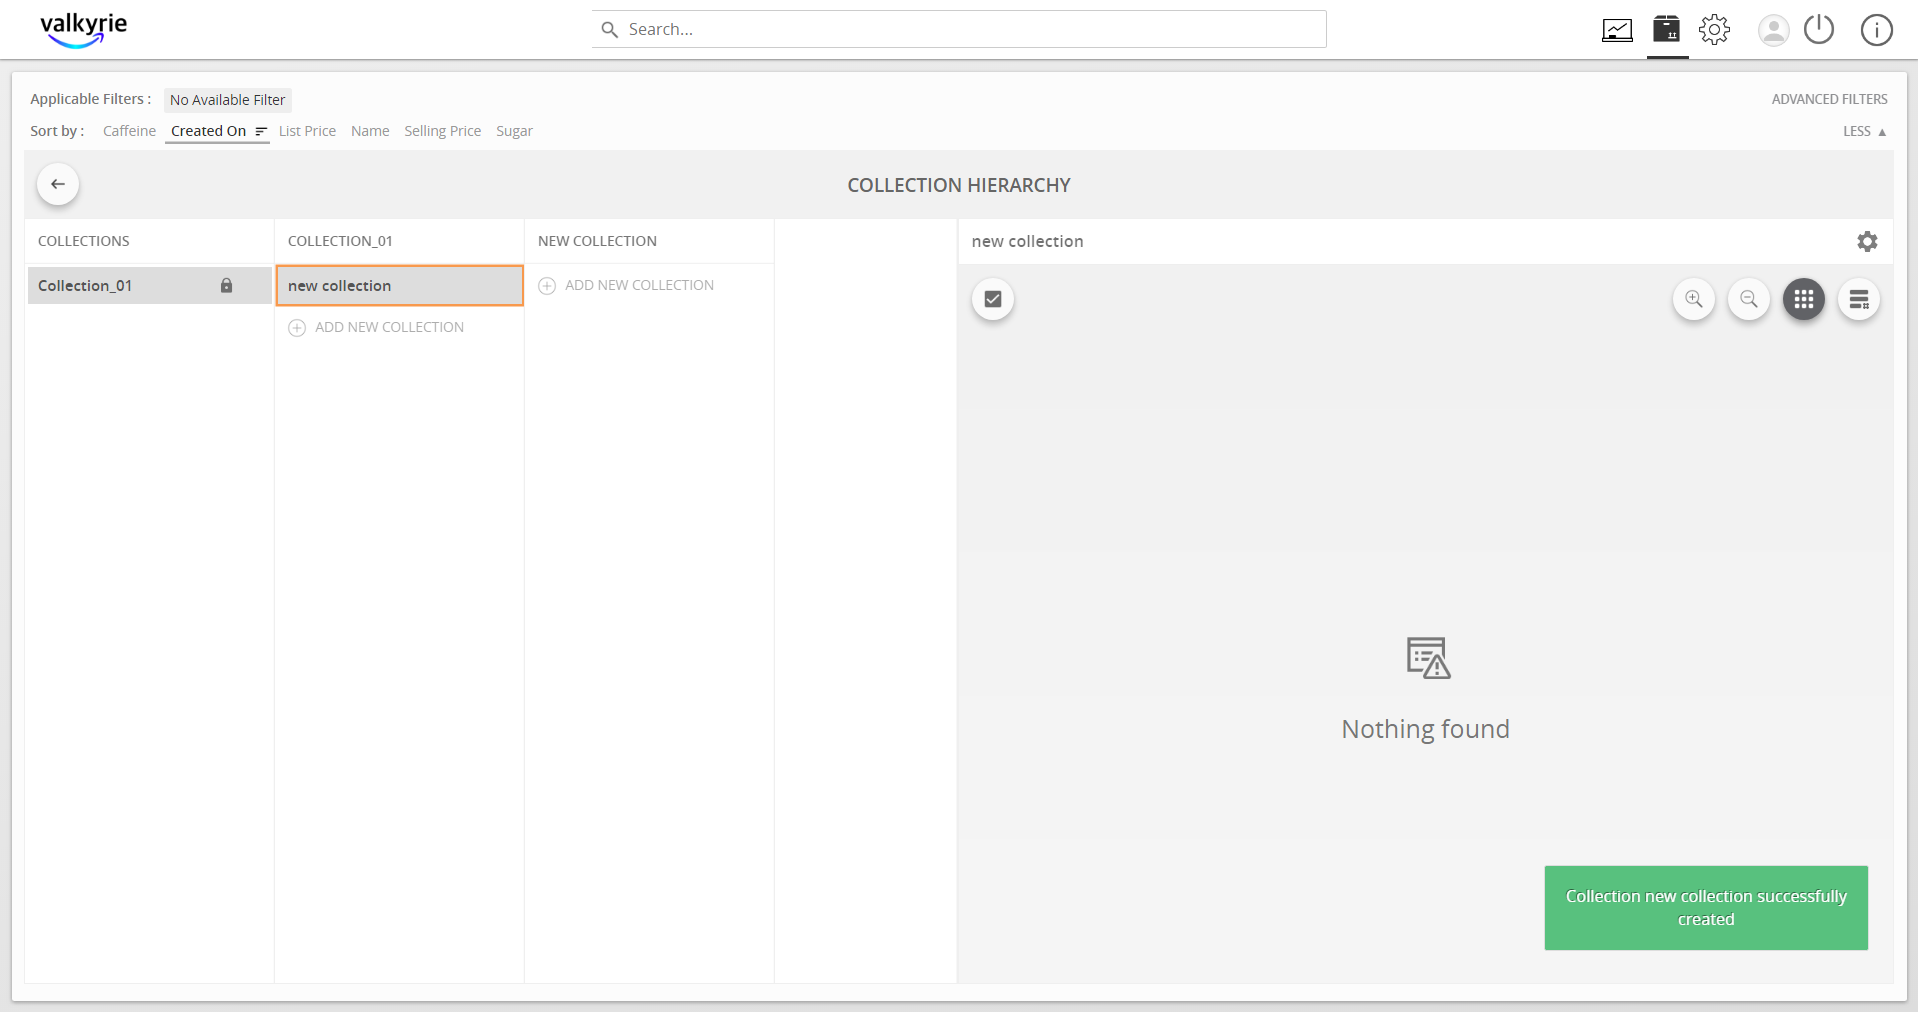 valkyrie
Search...
Applicable Filters :
No Available Filter
ADVANCED FILTERS
Sort by :
Caffeine
Created On
List Price
Name
Selling Price
Sugar
LESS ▲
COLLECTION HIERARCHY
COLLECTIONS
COLLECTION_01
NEW COLLECTION
new collection
Collection_01
new collection
ADD NEW COLLECTION
ADD NEW COLLECTION
Nothing found
Collection new collection successfully
created